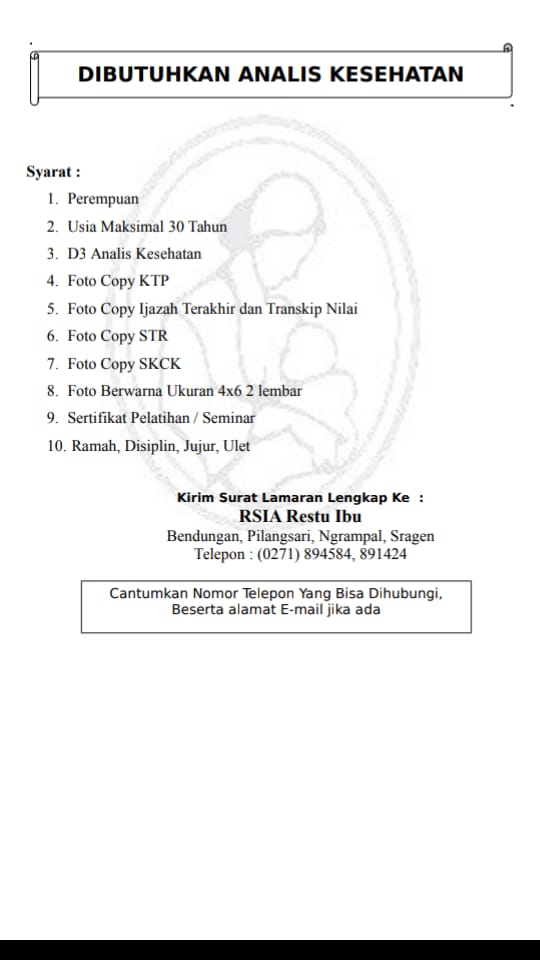 DIBUTUHKAN ANALIS KESEHATAN
Syarat :
1. Perempuan
2. Usia Maksimal 30 Tahun
3. D3 Analis Kesehatan
4. Foto Copy KTP
5. Foto Copy Ijazah Terakhir dan Transkip Nilai
6. Foto Copy STR
7. Foto Copy SKCK
8. Foto Berwarna Ukuran 4x6 2 lembar
9. Sertifikat Pelatihan / Seminar
10. Ramah, Disiplin, Jujur, Ulet
Kirim Surat Lamaran Lengkap Ke :
RSIA Restu Ibu
Bendungan, Pilangsari, Ngrampal, Sragen
Telepon : (0271) 894584, 891424
Cantumkan Nomor Telepon Yang Bisa Dihubungi,
Beserta alamat E-mail jika ada